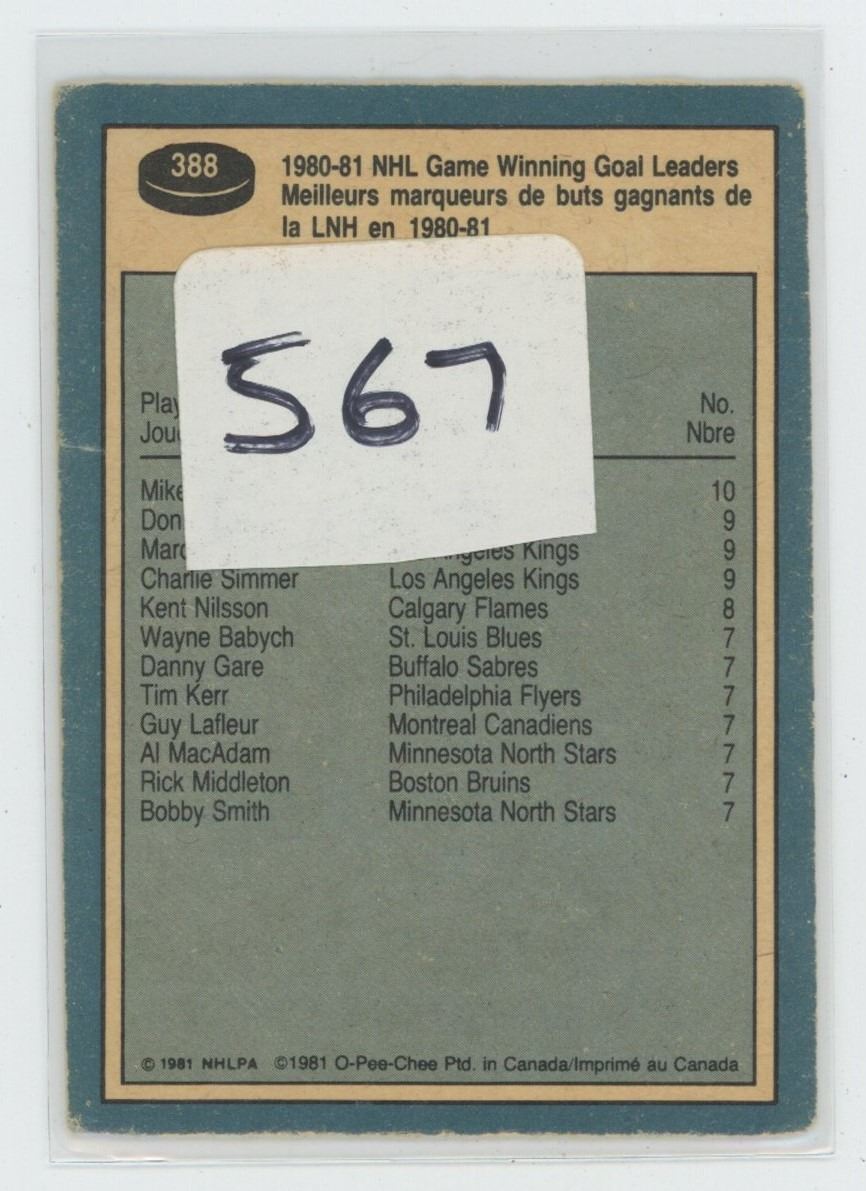 388
1980-81 NHL Game Winning Goal Leaders
Meilleurs marqueurs de buts gagnants de
la LNH en 1980-81
567
No.
Nbre
Mike 10
Don 9
Angeles Kings 9
Charlie Simmer Los Angeles Kings 9
Kent Nilsson Calgary Flames 8
Wayne Babych St. Louis Blues 7
Danny Gare Buffalo Sabres 7
Tim Kerr Philadelphia Flyers 7
Guy Lafleur Montreal Canadiens 7
Al MacAdam Minnesota North Stars 7
Rick Middleton Boston Bruins 7
Bobby Smith Minnesota North Stars 7
© 1981 NHLPA ©1981 O-Pee-Chee Ptd. in Canada/Imprimé au Canada